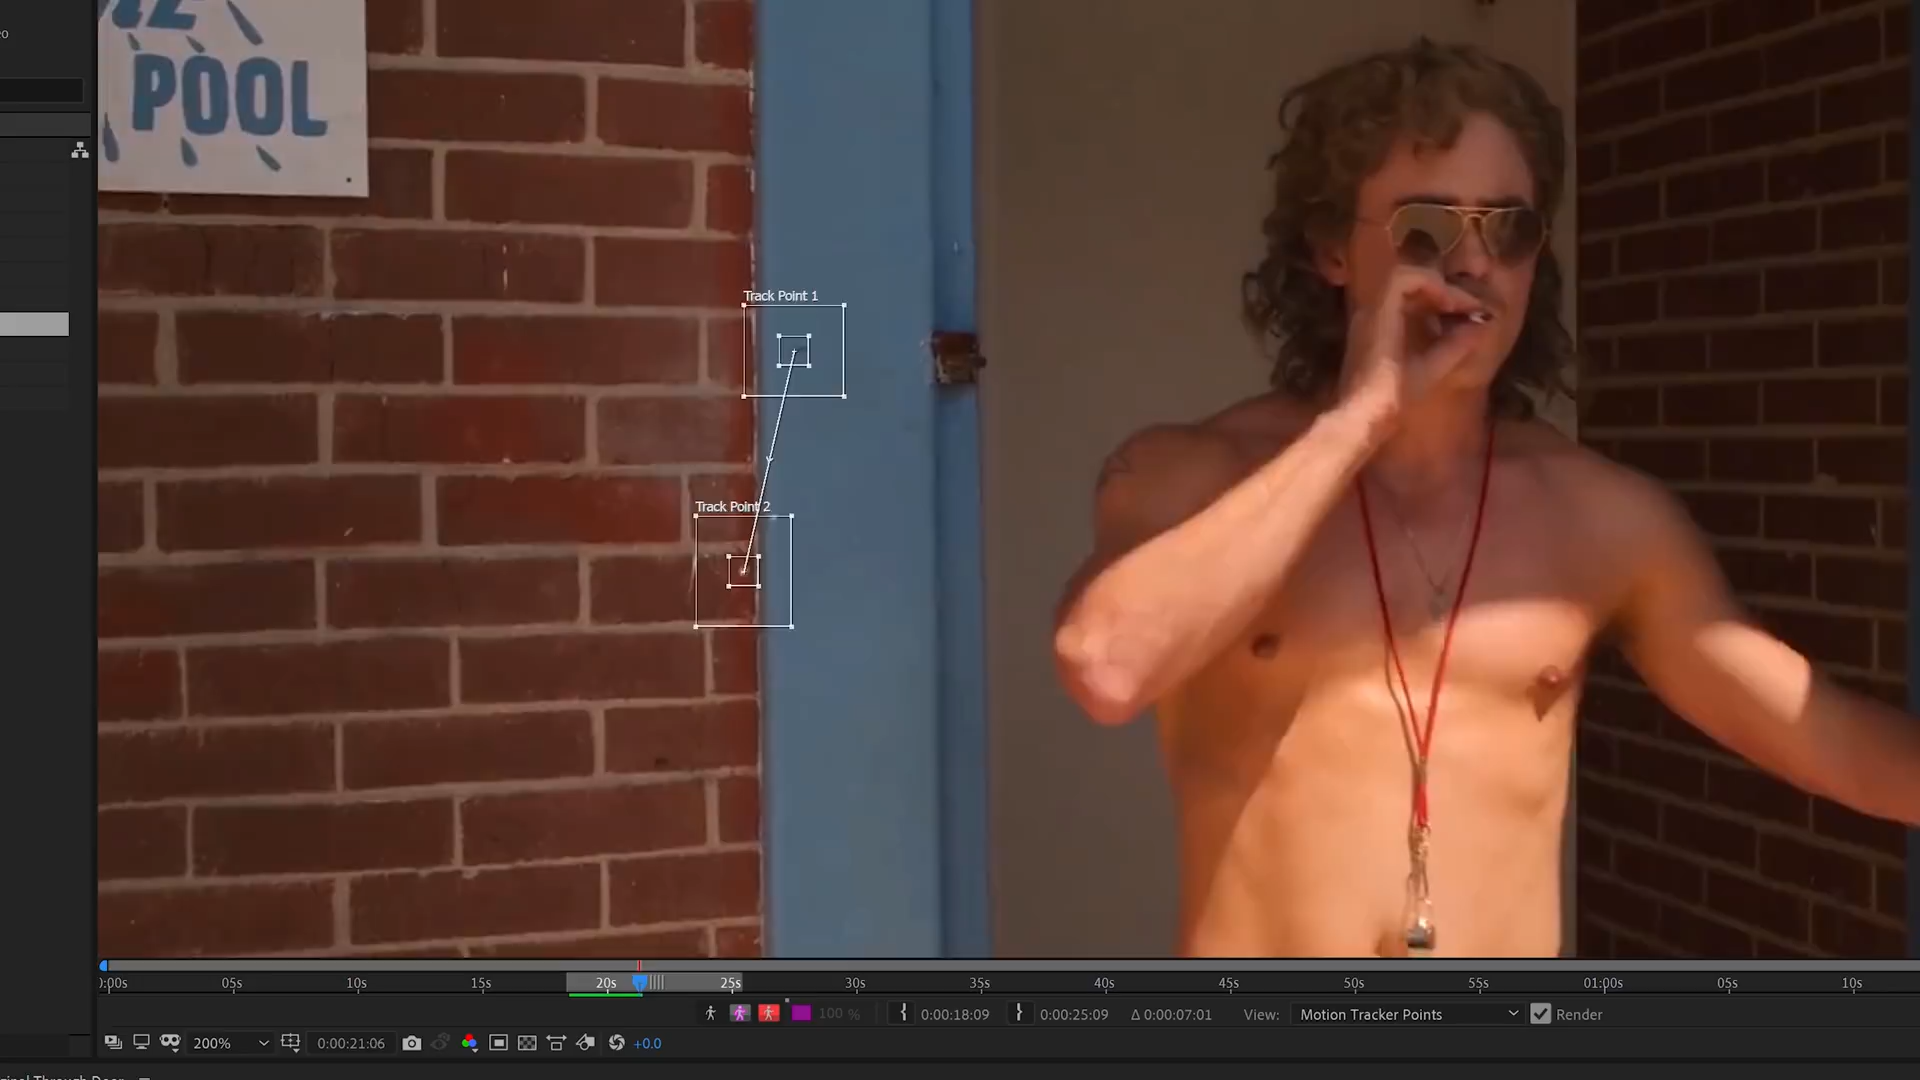 POOL
Track Point 1
Track Point 2
05s 10s 15s 20s 25s 30s 35s 40s 45s 50s 55s 01:00s 05s 10s
100 % 0:00:18:09 0:00:25:09 Δ 0:00:07:01 View: Motion Tracker Points Render
200% 0:00:21:06 +0.0